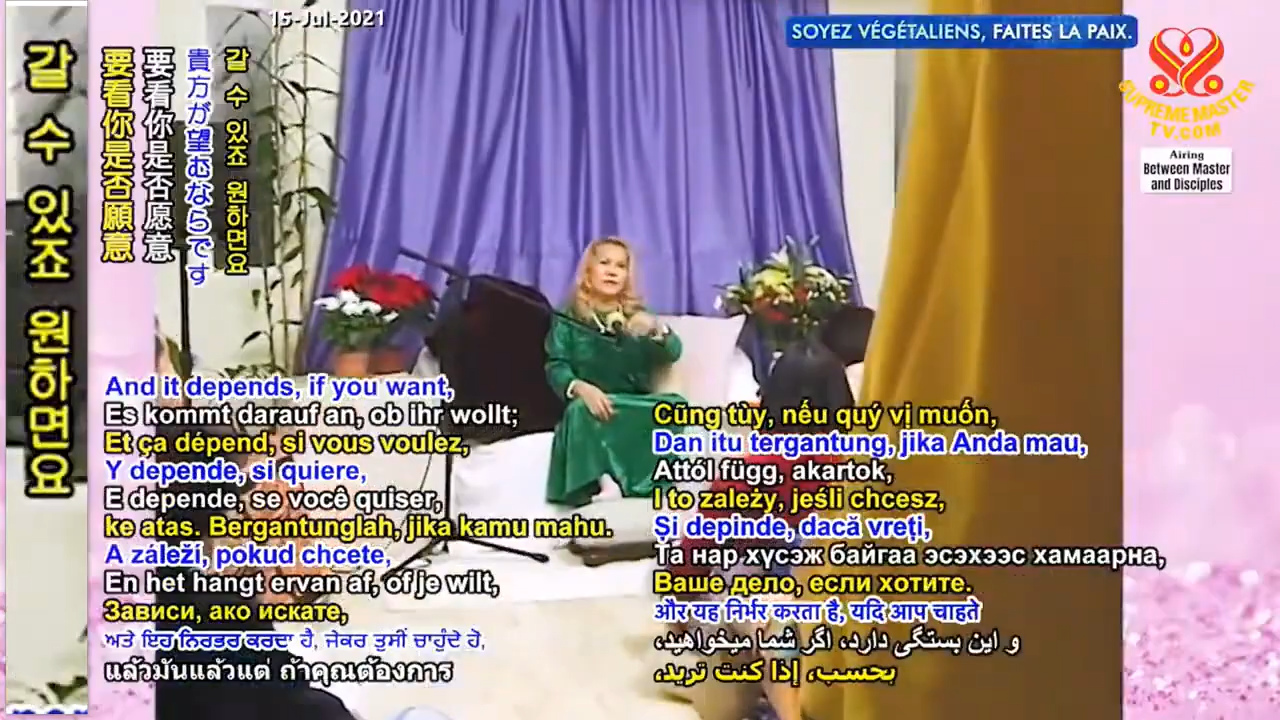 15-Jul-2021
SOYEZ VÉGÉTALIENS, FAITES LA PAIX.
SUPREME MASTER
TV.COM
Airing
Between Master
and Disciples
갈 수 있죠 원하면요
要看你是否願意
要看你是否愿意
貴方が望むならです
갈 수 있죠 원하면요
And it depends, if you want,
Es kommt darauf an, ob ihr wollt;
Et ça dépend, si vous voulez,
Y depende, si quiere,
E depende, se você quiser,
ke atas. Bergantunglah, jika kamu mahu.
A záleží, pokud chcete,
En het hangt ervan af, of je wilt,
Зависи, ако искате,
ਅਤੇ ਇਹ ਨਿਰਭਰ ਕਰਦਾ ਹੈ, ਜੇਕਰ ਤੁਸੀਂ ਚਾਹੁੰਦੇ ਹੋ,
แล้วมันแล้วแต่ ถ้าคุณต้องการ
Cũng tùy, nếu quý vị muốn,
Dan itu tergantung, jika Anda mau,
Attól függ, akartok,
I to zależy, jeśli chcesz,
Și depinde, dacă vreți,
Та нар хүсэж байгаа эсэхээс хамаарна,
Ваше дело, если хотите.
और यह निर्भर करता है, यदि आप चाहते
و این بستگی دارد، اگر شما میخواهید،
بحسب، إذا كنت تريد،